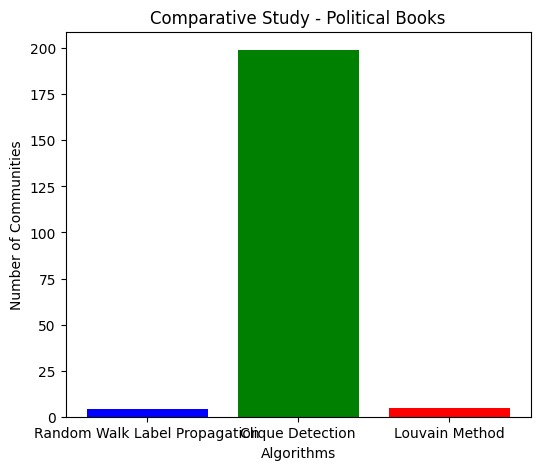 Comparative Study - Political Books
Number of Communities
200
175
150
125
100
75
50
25
0
Random Walk Label Propagation
Clique Detection
Louvain Method
Algorithms